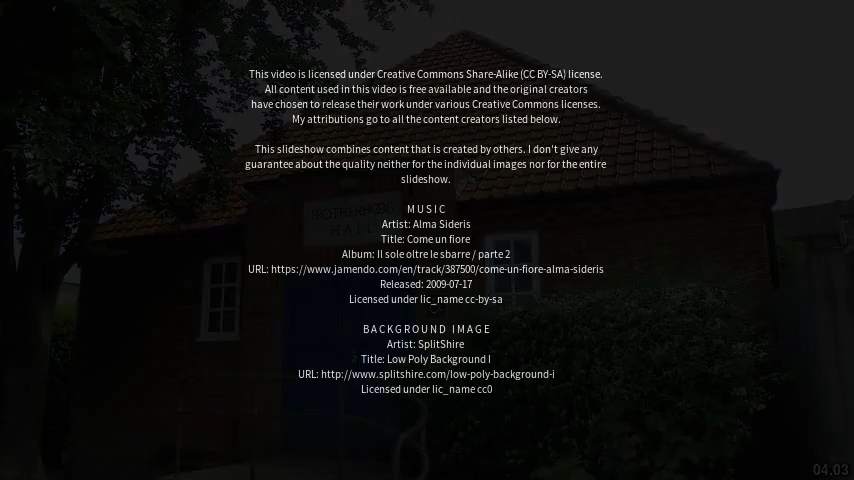 This video is licensed under Creative Commons Share-Alike (CC BY-SA) license.
All content used in this video is free available and the original creators
have chosen to release their work under various Creative Commons licenses.
My attributions go to all the content creators listed below.
This slideshow combines content that is created by others. I don't give any
guarantee about the quality neither for the individual images nor for the entire
slideshow.
BROTHERHOOD
HALL
MUSIC
Artist: Alma Sideris
Title: Come un fiore
Album: Il sole oltre le sbarre / parte 2
URL: https://www.jamendo.com/en/track/387500/come-un-fiore-alma-sideris
Released: 2009-07-17
Licensed under lic_name cc-by-sa
BACKGROUND IMAGE
Artist: SplitShire
Title: Low Poly Background I
URL: http://www.splitshire.com/low-poly-background-i
Licensed under lic_name cc0
04.03